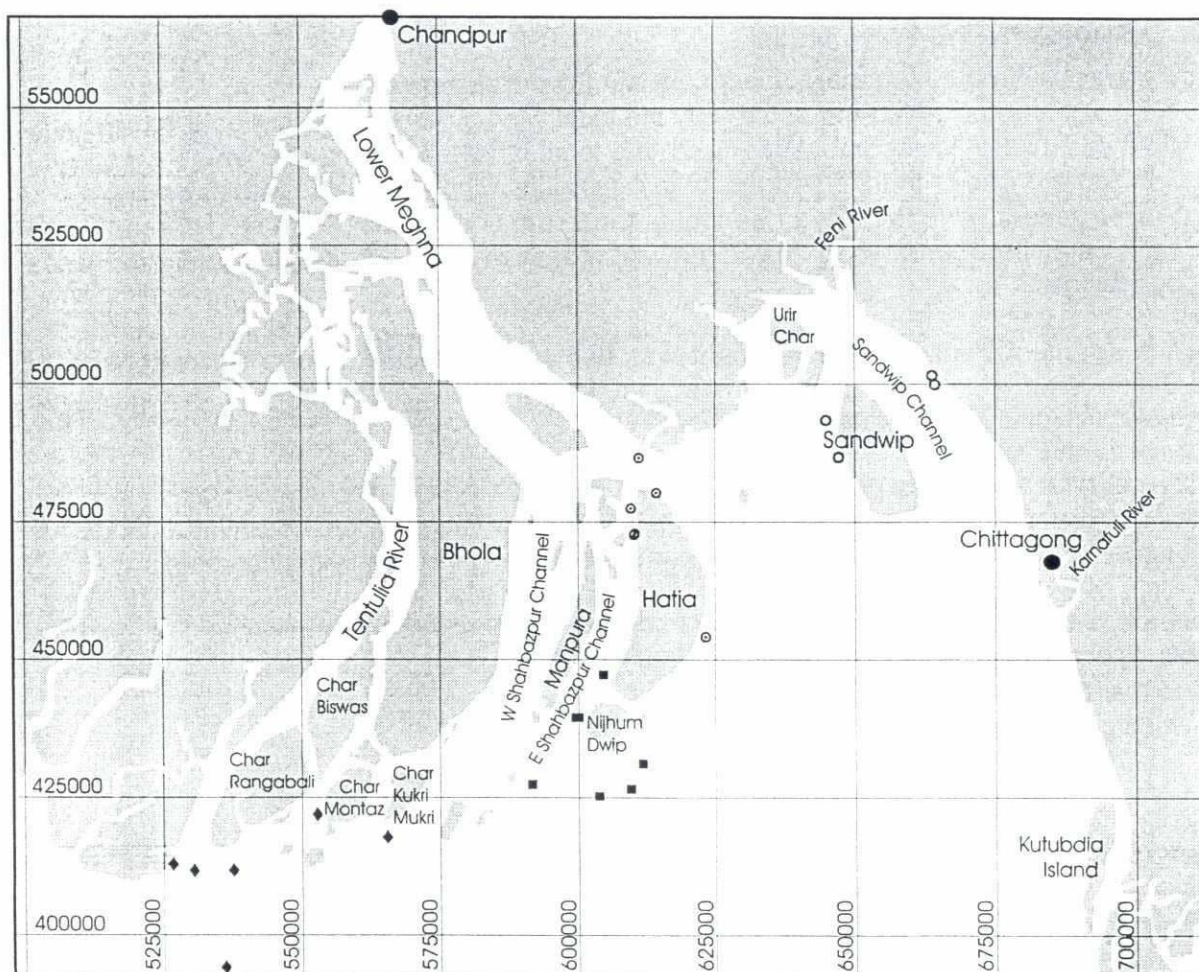 Chandpur
550000
Lower Meghna
525000
Feni River
Urir
Char
Sandwip Channel
500000
Sandwip
475000
Tentulia River
Bhola
W Shahbazpur Channel
Manpura
E Shahbazpur Channel
Hatia
Chittagong
Karnafuli River
450000
Char
Biswas
Nijhum
Dwip
Char
Rangabali
Char
Montaz
Char
Kukri
Mukri
425000
Kutubdia
Island
400000
525000
550000
575000
600000
625000
650000
675000
700000